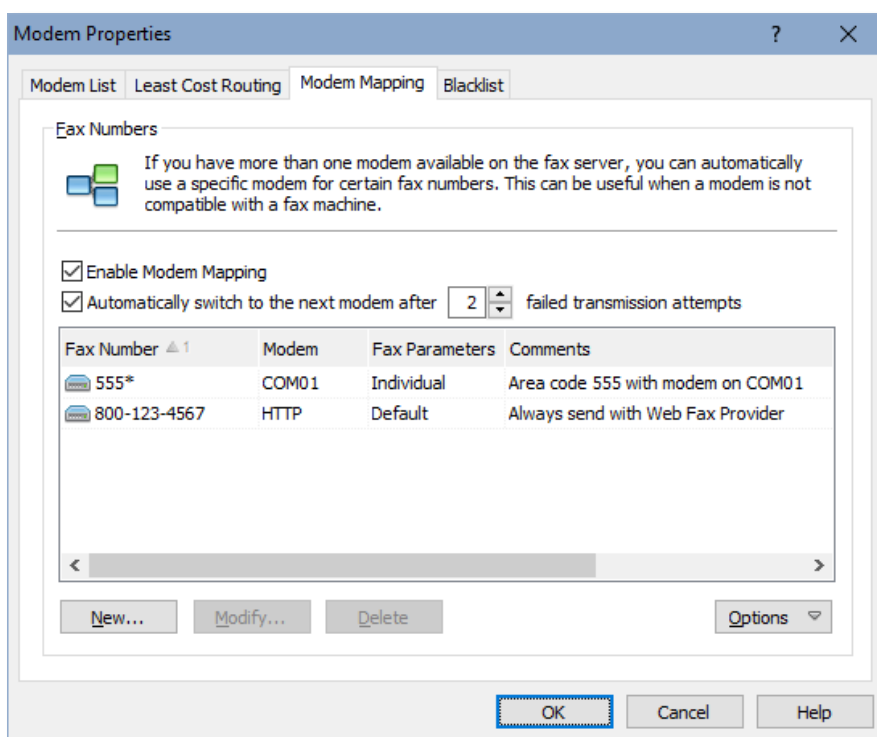 Modem Properties ?
Modem List Least Cost Routing Modem Mapping Blacklist
Fax Numbers
If you have more than one modem available on the fax server, you can automatically
use a specific modem for certain fax numbers. This can be useful when a modem is not
compatible with a fax machine.
Enable Modem Mapping
Automatically switch to the next modem after 2 failed transmission attempts
Fax Number 1 Modem Fax Parameters Comments
555* COM01 Individual Area code 555 with modem on COM01
800-123-4567 HTTP Default Always send with Web Fax Provider
New... Modify... Delete Options
OK Cancel Help